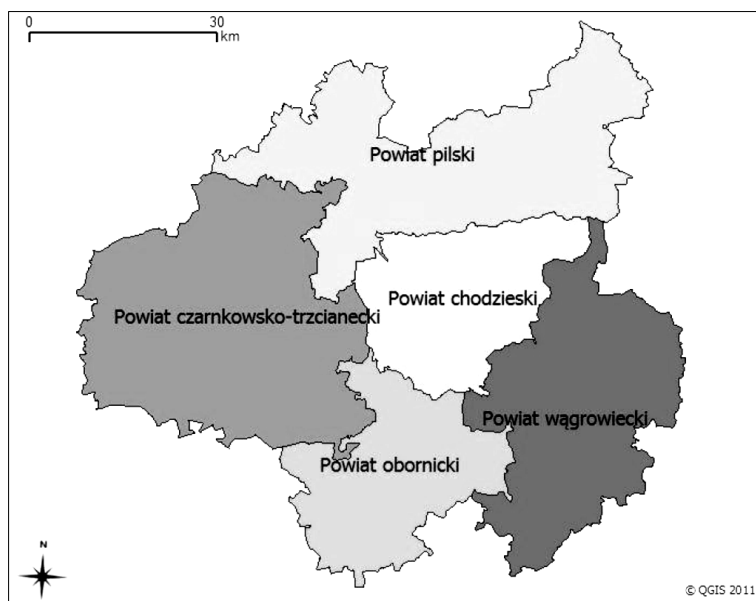 0 30
km
Powiat pilski
Powiat chodzieski
Powiat czarnkowsko-trzcianecki
Powiat wągrowiecki
Powiat obornicki
N
© QGIS 2011